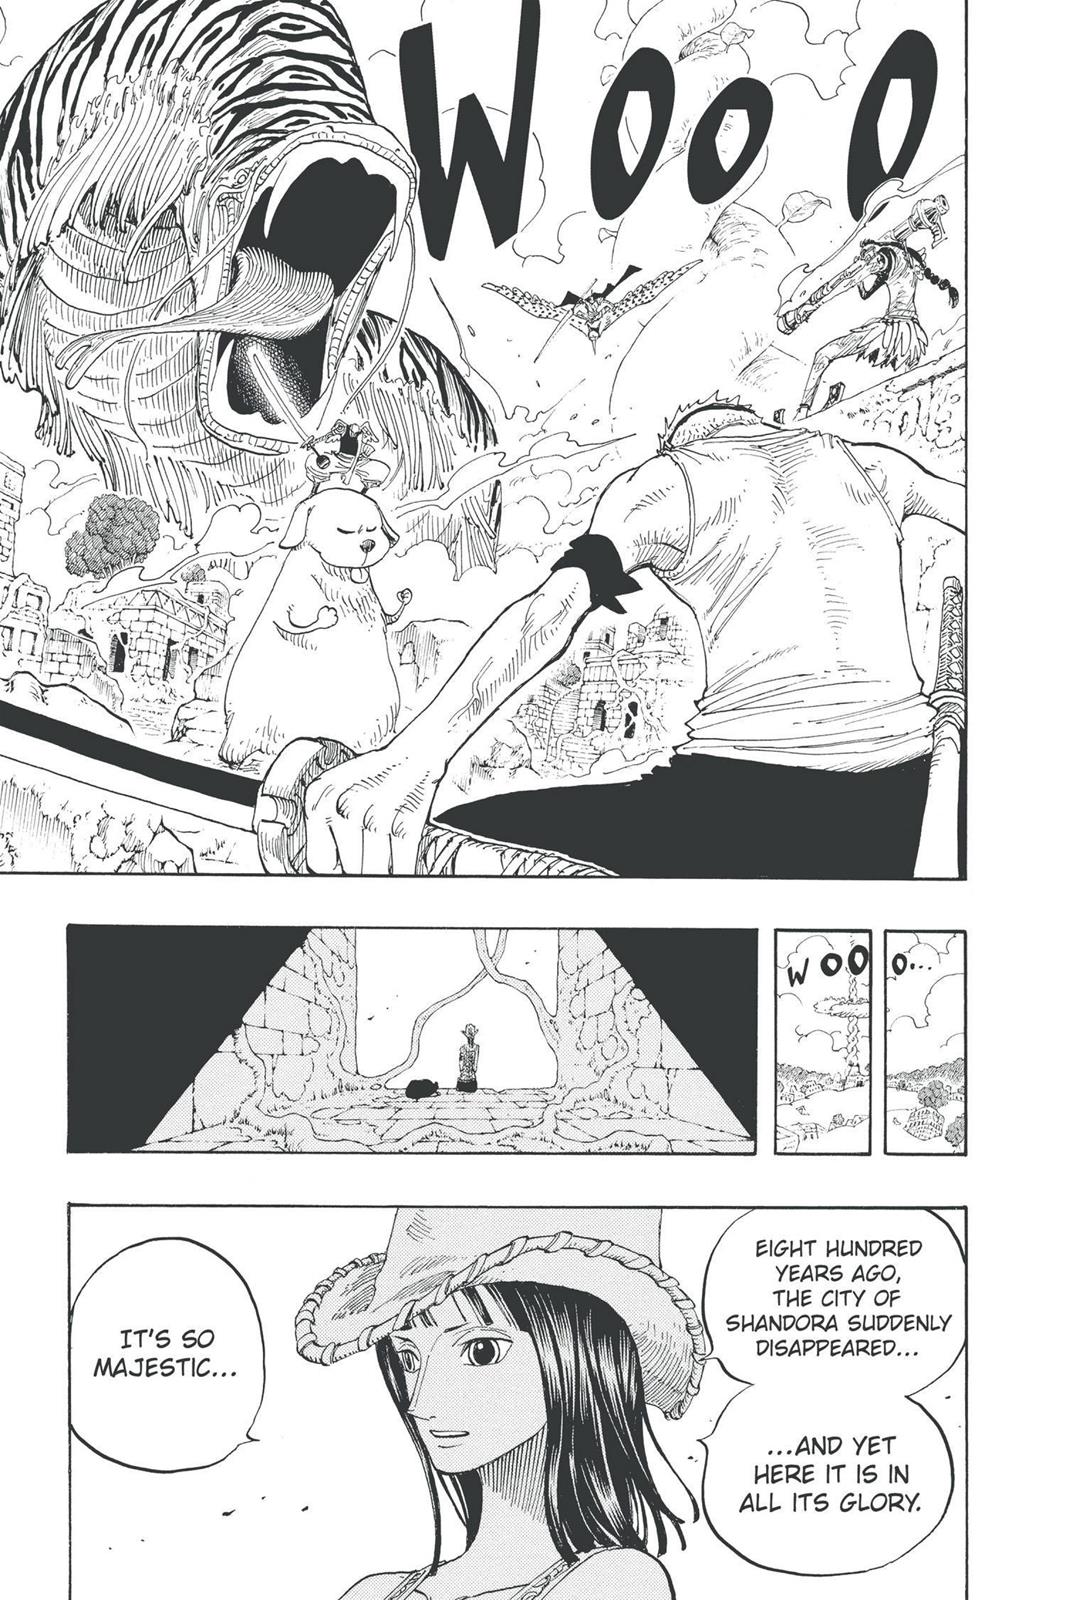 WOOO
WOO
O...
EIGHT HUNDRED
YEARS AGO,
THE CITY OF
SHANDORA SUDDENLY
DISAPPEARED...
...AND YET
HERE IT IS IN
ALL ITS GLORY.
IT'S SO
MAJESTIC...